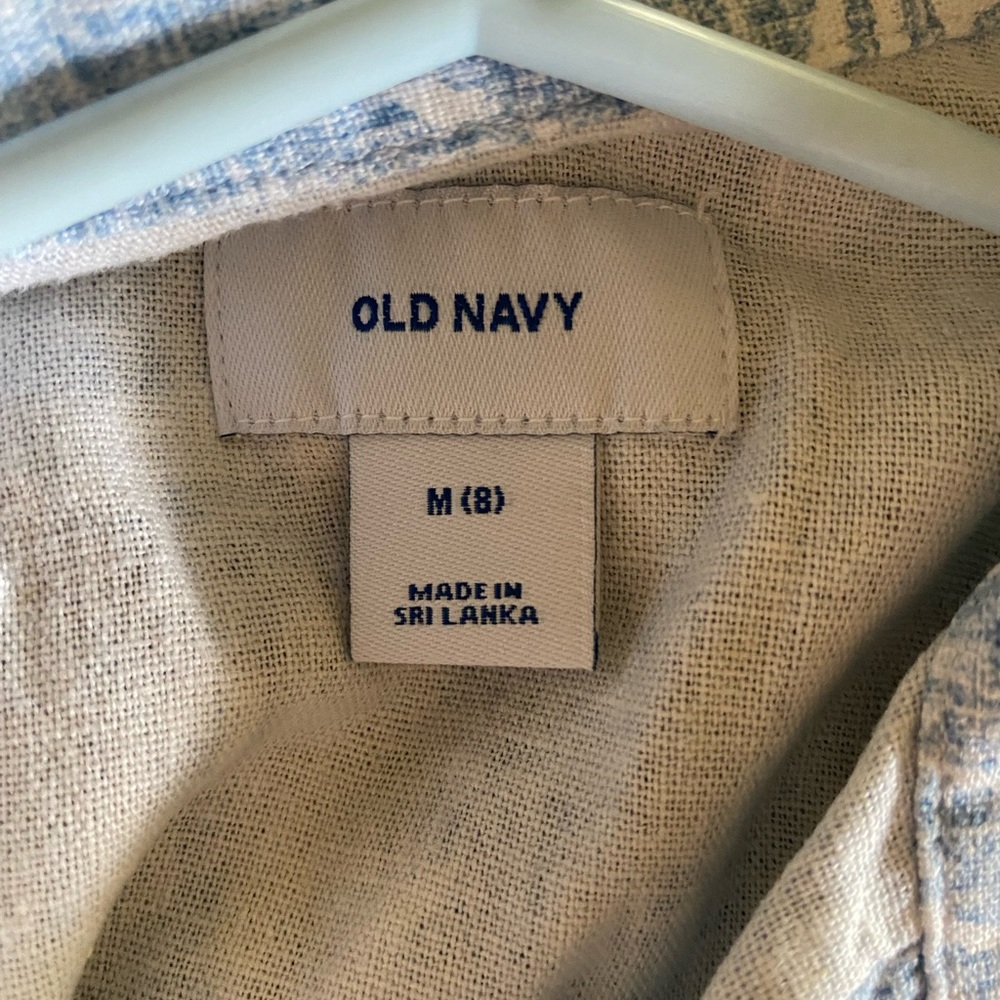 OLD NAVY
M (8)
MADE IN
SRI LANKA